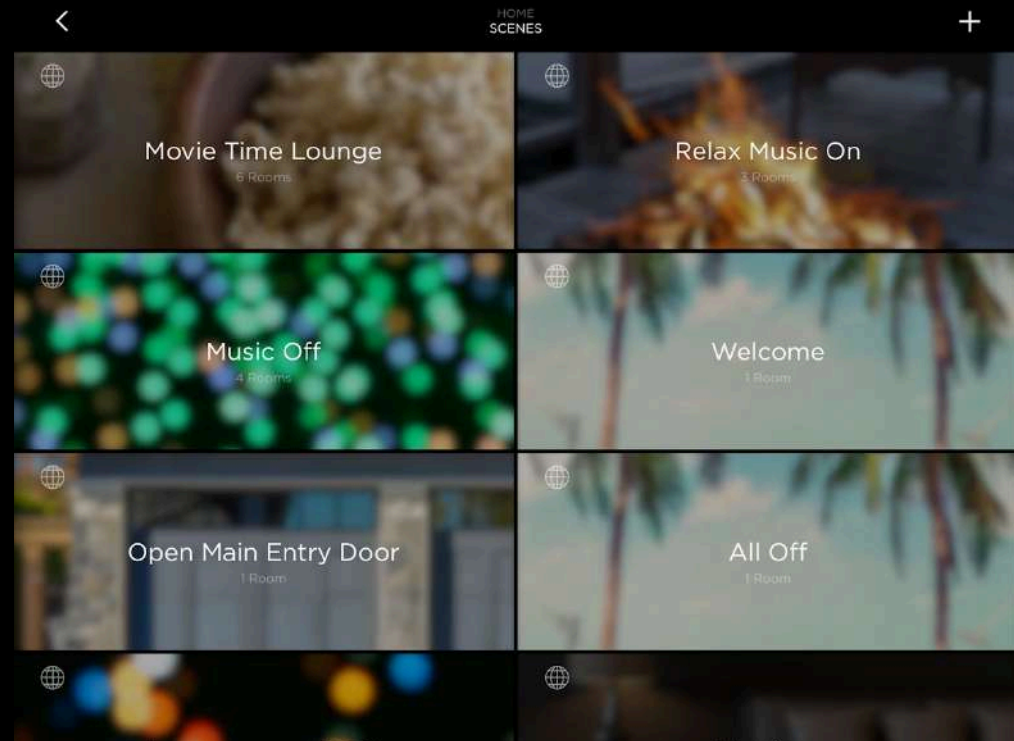 HOME
SCENES
Movie Time Lounge
6 Rooms
Relax Music On
3 Rooms
Music Off
4 Rooms
Welcome
1 Room
Open Main Entry Door
1 Room
All Off
1 Room